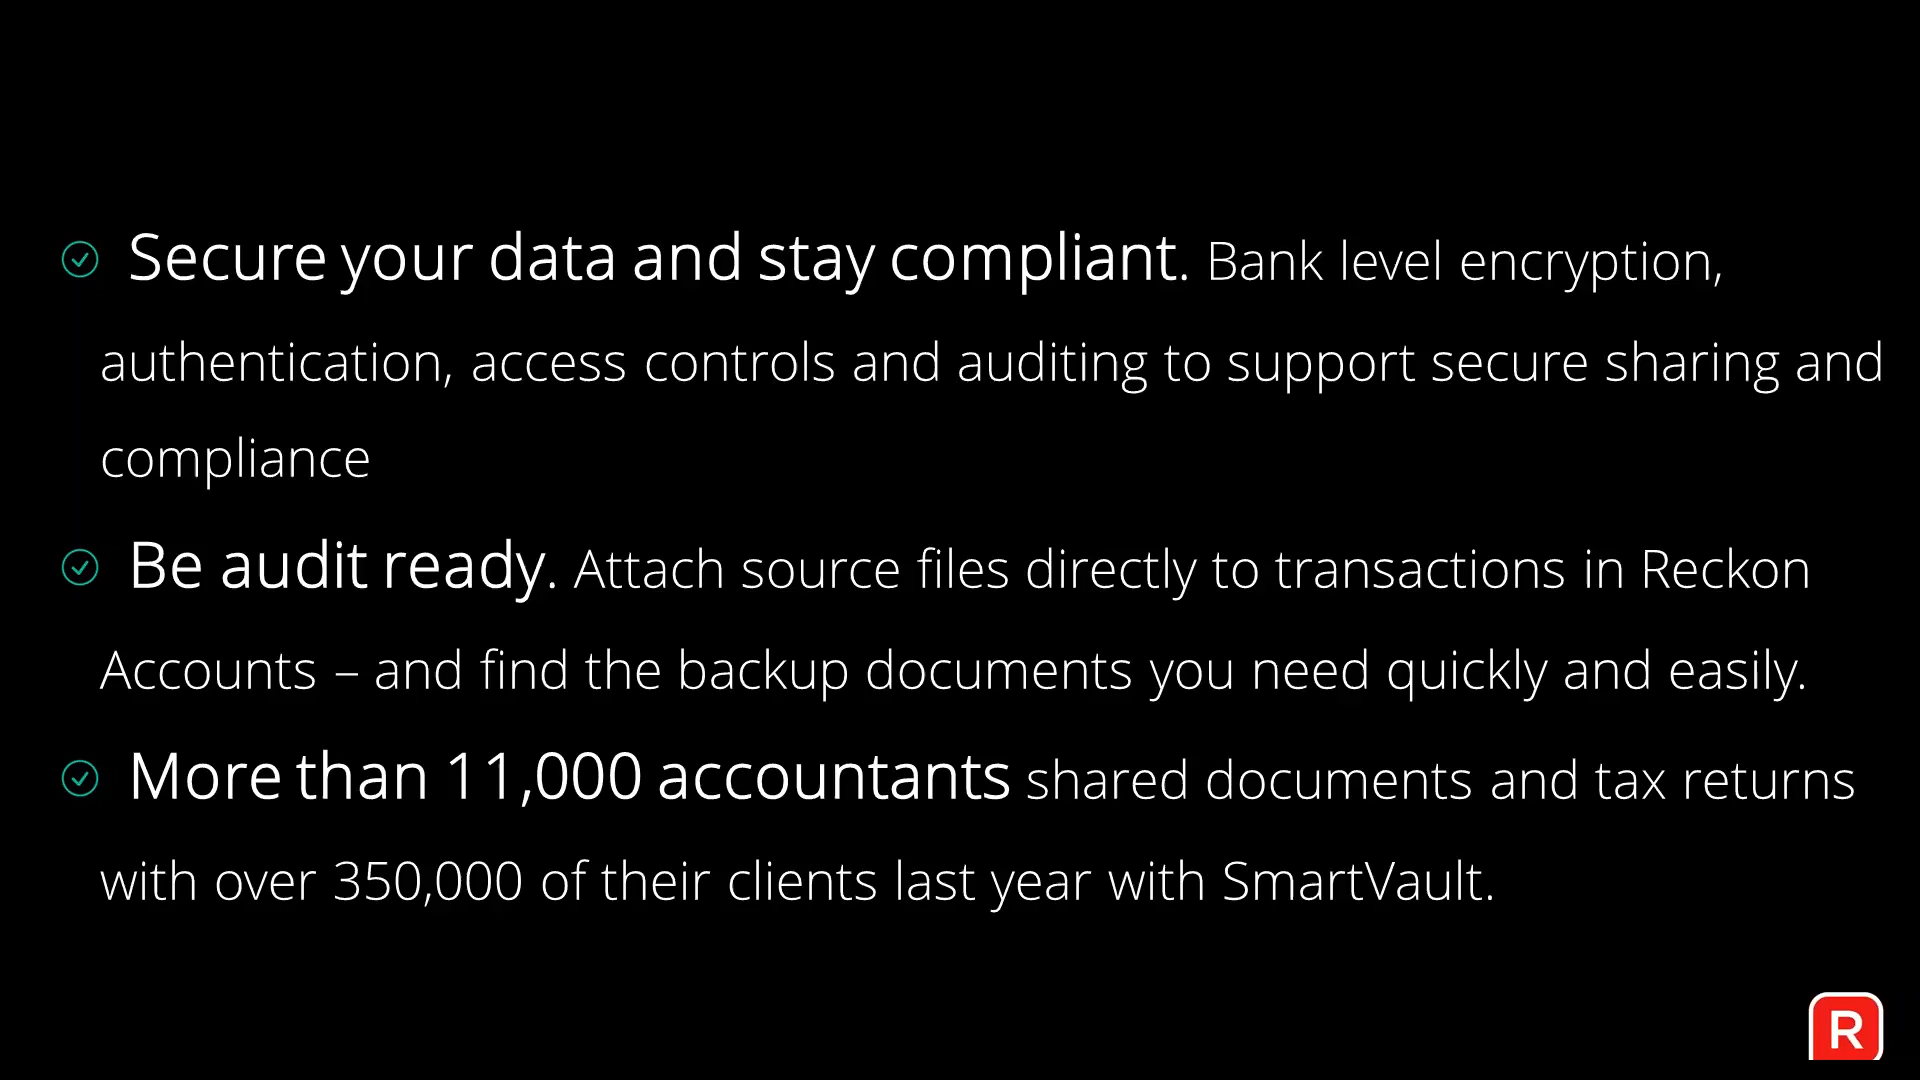 Secure your data and stay compliant. Bank level encryption,
authentication, access controls and auditing to support secure sharing and
compliance
Be audit ready. Attach source files directly to transactions in Reckon
Accounts – and find the backup documents you need quickly and easily.
More than 11,000 accountants shared documents and tax returns
with over 350,000 of their clients last year with SmartVault.
R